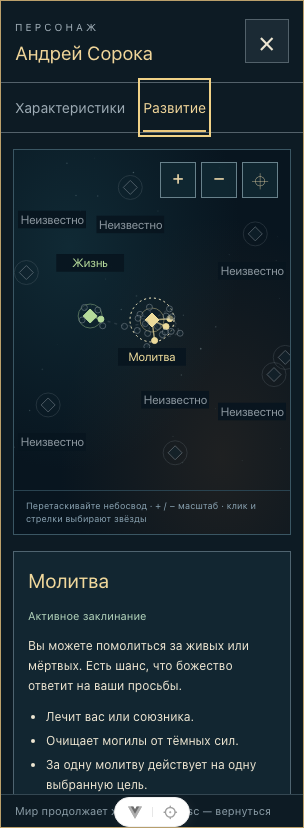 ПЕРСОНАЖ
Андрей Сорока
Характеристики Развитие
Неизвестно
Неизвестно
Жизнь
Неизвестно
Молитва
Неизвестно
Неизвестно
Неизвестно
Перетаскивайте небосвод · + / − масштаб · клик и
стрелки выбирают звёзды
Молитва
Активное заклинание
Вы можете помолиться за живых или
мёртвых. Есть шанс, что божество
ответит на ваши просьбы.
• Лечит вас или союзника.
• Очищает могилы от тёмных сил.
• За одну молитву действует на одну
выбранную цель.
Мир продолжает — вернуться